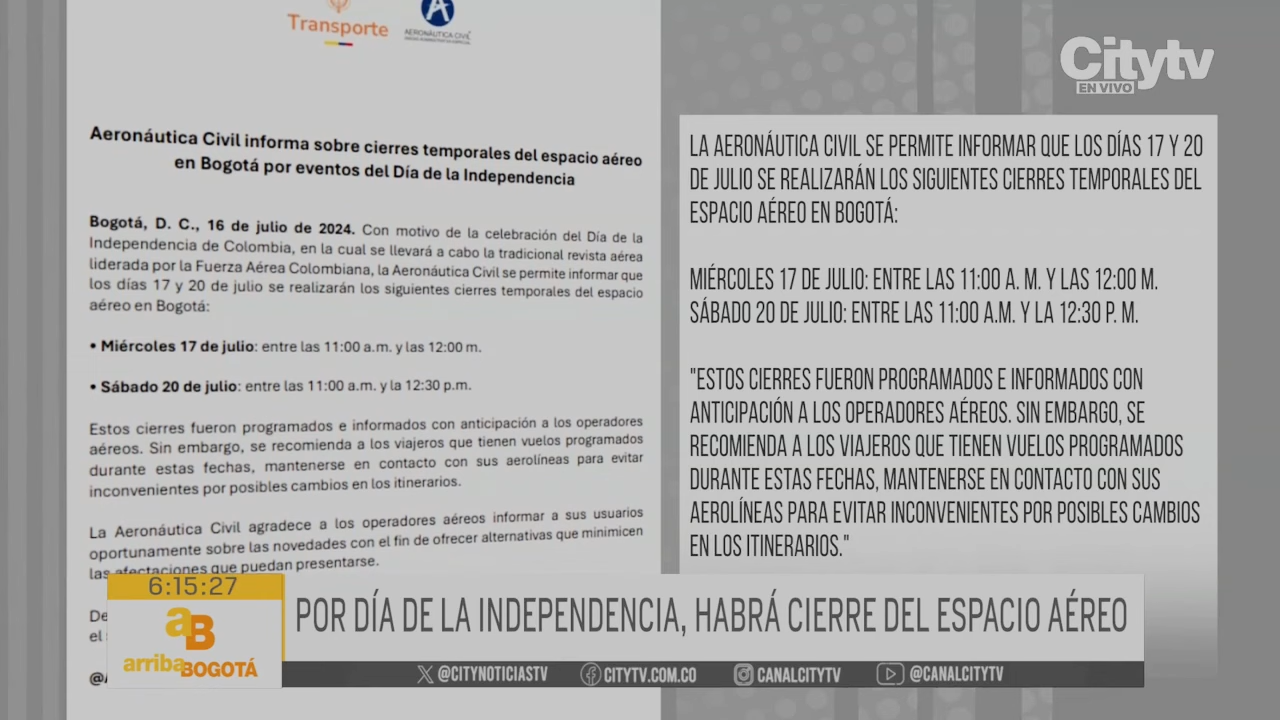 Transporte
AERONÁUTICA CIVIL
Citytv
EN VIVO
Aeronáutica Civil informa sobre cierres temporales del espacio aéreo
en Bogotá por eventos del Día de la Independencia
Bogotá, D. C., 16 de julio de 2024. Con motivo de la celebración del Día de la
Independencia de Colombia, en la cual se llevará a cabo la tradicional revista aérea
liderada por la Fuerza Aérea Colombiana, la Aeronáutica Civil se permite informar que
los días 17 y 20 de julio se realizarán los siguientes cierres temporales del espacio
aéreo en Bogotá:
• Miércoles 17 de julio: entre las 11:00 a.m. y las 12:00 m.
• Sábado 20 de julio: entre las 11:00 a.m. y la 12:30 p.m.
Estos cierres fueron programados e informados con anticipación a los operadores
aéreos. Sin embargo, se recomienda a los viajeros que tienen vuelos programados
durante estas fechas, mantenerse en contacto con sus aerolíneas para evitar
inconvenientes por posibles cambios en los itinerarios.
La Aeronáutica Civil agradece a los operadores aéreos informar a sus usuarios
oportunamente sobre las novedades con el fin de ofrecer alternativas que minimicen
las afectaciones que puedan presentarse.
De
el
LA AERONÁUTICA CIVIL SE PERMITE INFORMAR QUE LOS DÍAS 17 Y 20
DE JULIO SE REALIZARÁN LOS SIGUIENTES CIERRES TEMPORALES DEL
ESPACIO AÉREO EN BOGOTÁ:
MIÉRCOLES 17 DE JULIO: ENTRE LAS 11:00 A. M. Y LAS 12:00 M.
SÁBADO 20 DE JULIO: ENTRE LAS 11:00 A.M. Y LA 12:30 P. M.
"ESTOS CIERRES FUERON PROGRAMADOS E INFORMADOS CON
ANTICIPACIÓN A LOS OPERADORES AÉREOS. SIN EMBARGO, SE
RECOMIENDA A LOS VIAJEROS QUE TIENEN VUELOS PROGRAMADOS
DURANTE ESTAS FECHAS, MANTENERSE EN CONTACTO CON SUS
AEROLÍNEAS PARA EVITAR INCONVENIENTES POR POSIBLES CAMBIOS
EN LOS ITINERARIOS."
6:15:27
aB
arriba BOGOTÁ
POR DÍA DE LA INDEPENDENCIA, HABRÁ CIERRE DEL ESPACIO AÉREO
@CITYNOTICIASTV
CITYTV.COM.CO
CANALCITYTV
@CANALCITYTV